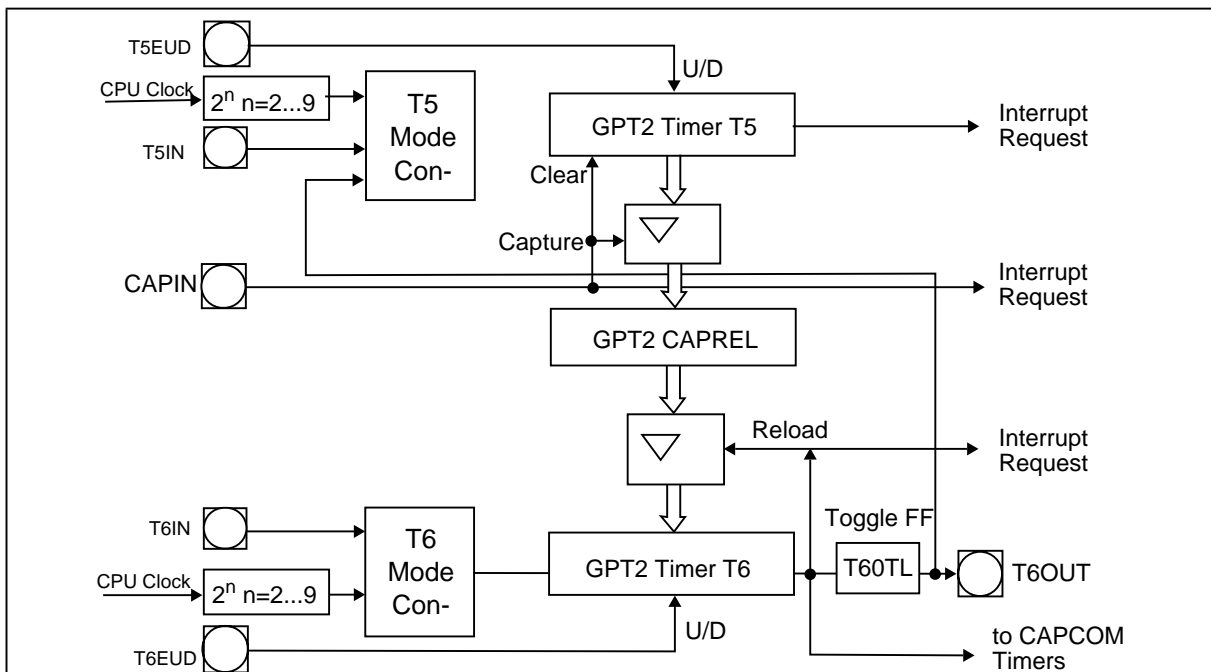 T5EUD
U/D
CPU Clock
2n n=2...9
T5
Mode
Con-
GPT2 Timer T5
Interrupt
Request
T5IN
Clear
Capture
CAPIN
Interrupt
Request
GPT2 CAPREL
Reload
Interrupt
Request
T6IN
T6
Mode
Con-
Toggle FF
GPT2 Timer T6
T60TL
T6OUT
CPU Clock
2n n=2...9
U/D
to CAPCOM
Timers
T6EUD